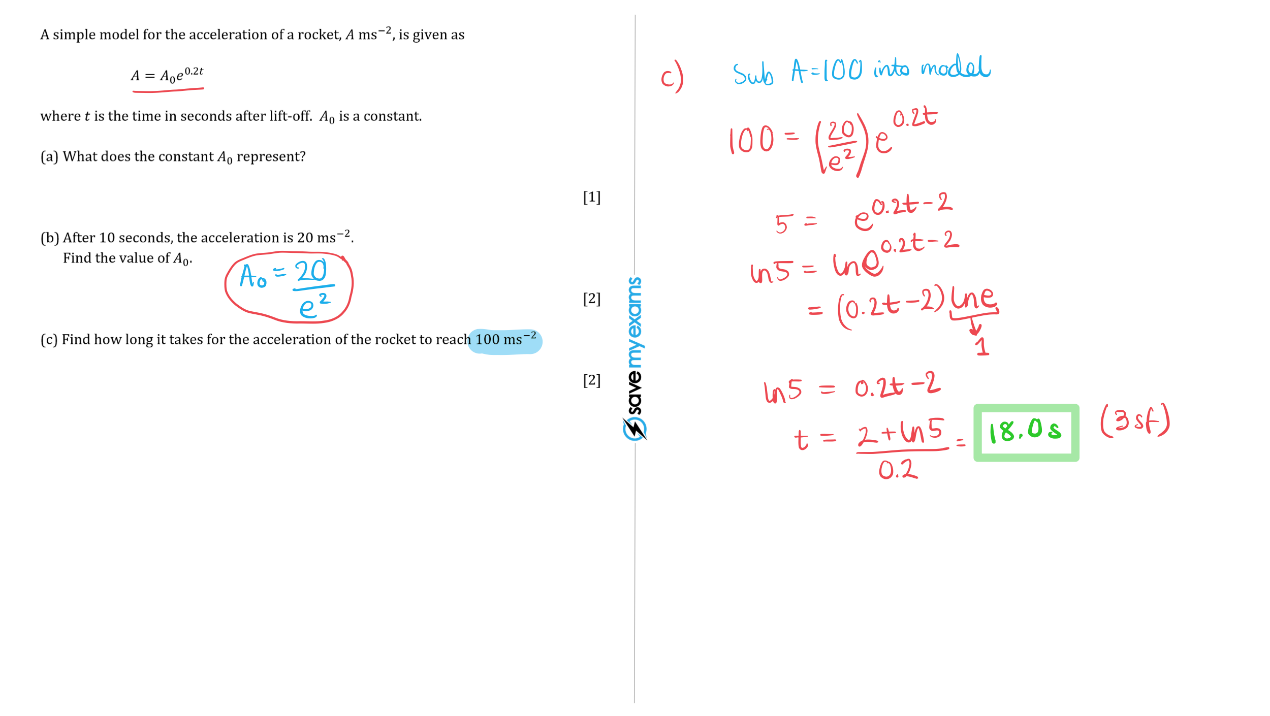 A simple model for the acceleration of a rocket, A ms⁻², is given as
A = A₀e^{0.2t}
where t is the time in seconds after lift-off. A₀ is a constant.
(a) What does the constant A₀ represent?
[1]
(b) After 10 seconds, the acceleration is 20 ms⁻².
Find the value of A₀.
A₀ = 20/e²
[2]
(c) Find how long it takes for the acceleration of the rocket to reach 100 ms⁻²
[2]
savemyexams
c) Sub A=100 into model
100 = (20/e²) e^{0.2t}
5 = e^{0.2t-2}
ln5 = lne^{0.2t-2}
= (0.2t-2) lne
1
ln5 = 0.2t-2
t = (2+ln5)/0.2 = 18.0s (3sf)